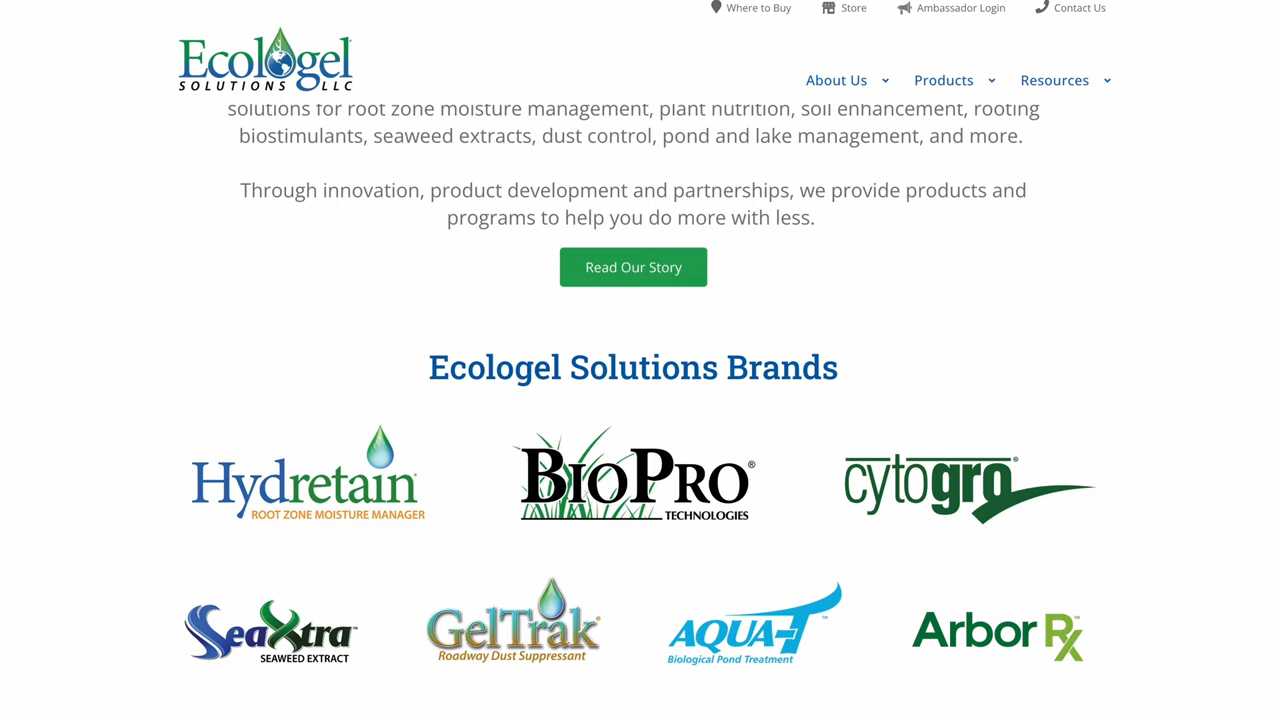 Where to Buy Store Ambassador Login Contact Us
Ecologel
SOLUTIONS LLC
About Us Products Resources
solutions for root zone moisture management, plant nutrition, soil enhancement, rooting
biostimulants, seaweed extracts, dust control, pond and lake management, and more.
Through innovation, product development and partnerships, we provide products and
programs to help you do more with less.
Read Our Story
Ecologel Solutions Brands
Hydretain
ROOT ZONE MOISTURE MANAGER
BIOPRO®
TECHNOLOGIES
cytogro®
SeaXtra™
SEAWEED EXTRACT
GelTrak®
Roadway Dust Suppressant
AQUA-T™
Biological Pond Treatment
Arbor Rx™